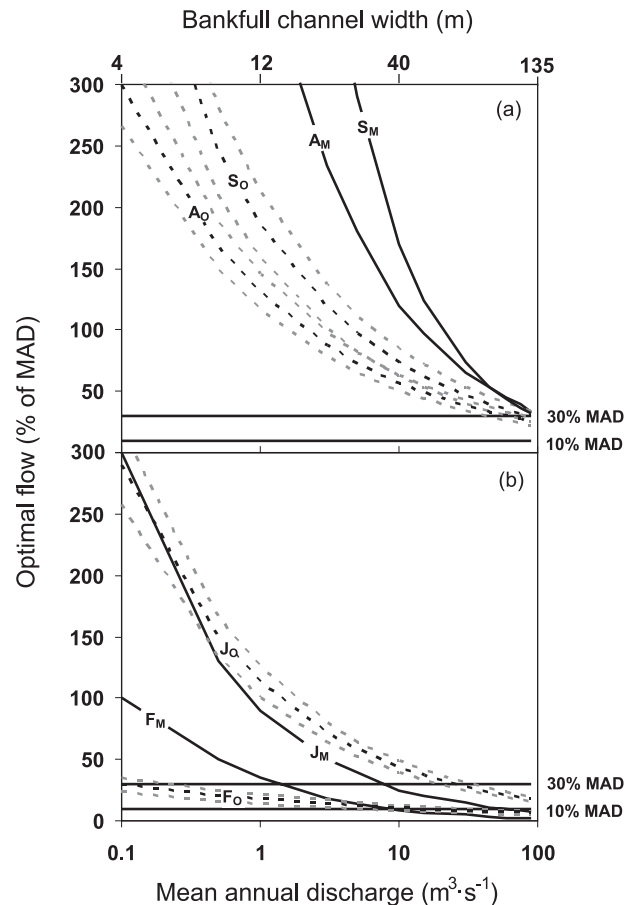 Bankfull channel width (m)
4 12 40 135
300
250
200
150
100
50
(a)
A_M
S_M
S_O
A_O
30% MAD
10% MAD
Optimal flow (% of MAD)
300
250
200
150
100
50
0
(b)
J_O
F_M
J_M
F_O
30% MAD
10% MAD
0.1 1 10 100
Mean annual discharge (m³·s⁻¹)